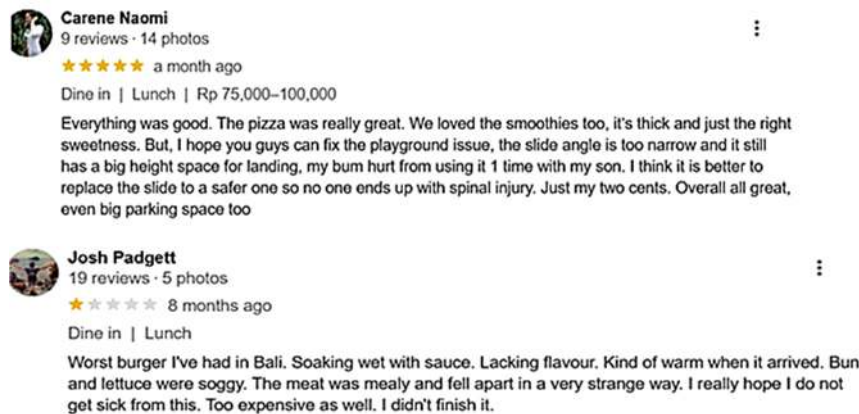 Carene Naomi
9 reviews · 14 photos
a month ago
Dine in | Lunch | Rp 75,000–100,000
Everything was good. The pizza was really great. We loved the smoothies too, it's thick and just the right
sweetness. But, I hope you guys can fix the playground issue, the slide angle is too narrow and it still
has a big height space for landing, my bum hurt from using it 1 time with my son. I think it is better to
replace the slide to a safer one so no one ends up with spinal injury. Just my two cents. Overall all great,
even big parking space too
Josh Padgett
19 reviews · 5 photos
8 months ago
Dine in | Lunch
Worst burger I've had in Bali. Soaking wet with sauce. Lacking flavour. Kind of warm when it arrived. Bun
and lettuce were soggy. The meat was mealy and fell apart in a very strange way. I really hope I do not
get sick from this. Too expensive as well. I didn't finish it.